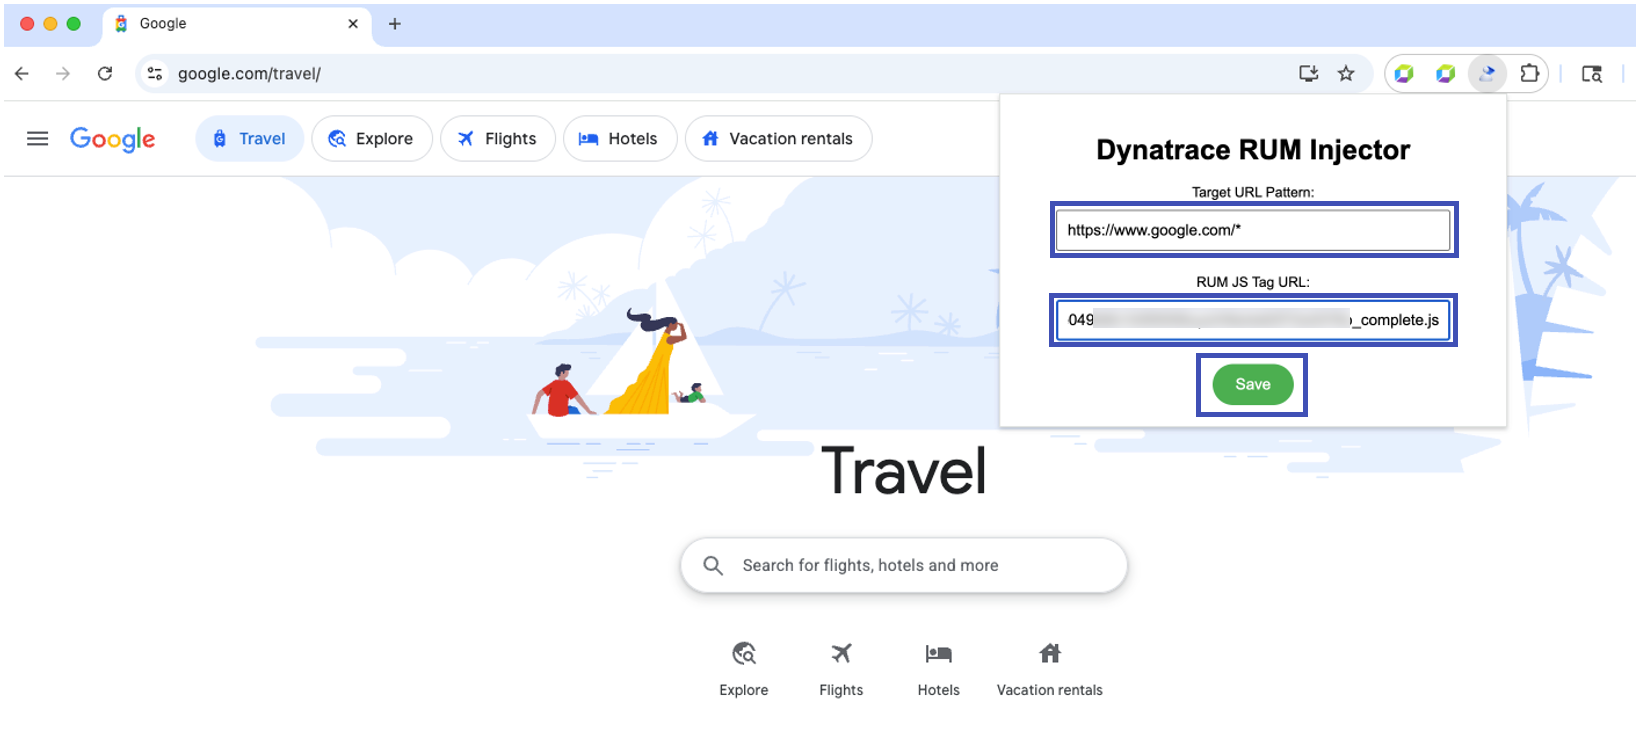 Google
google.com/travel/
Google
Travel
Explore
Flights
Hotels
Vacation rentals
Dynatrace RUM Injector
Target URL Pattern:
https://www.google.com/*
RUM JS Tag URL:
049
_complete.js
Save
Travel
Search for flights, hotels and more
Explore
Flights
Hotels
Vacation rentals